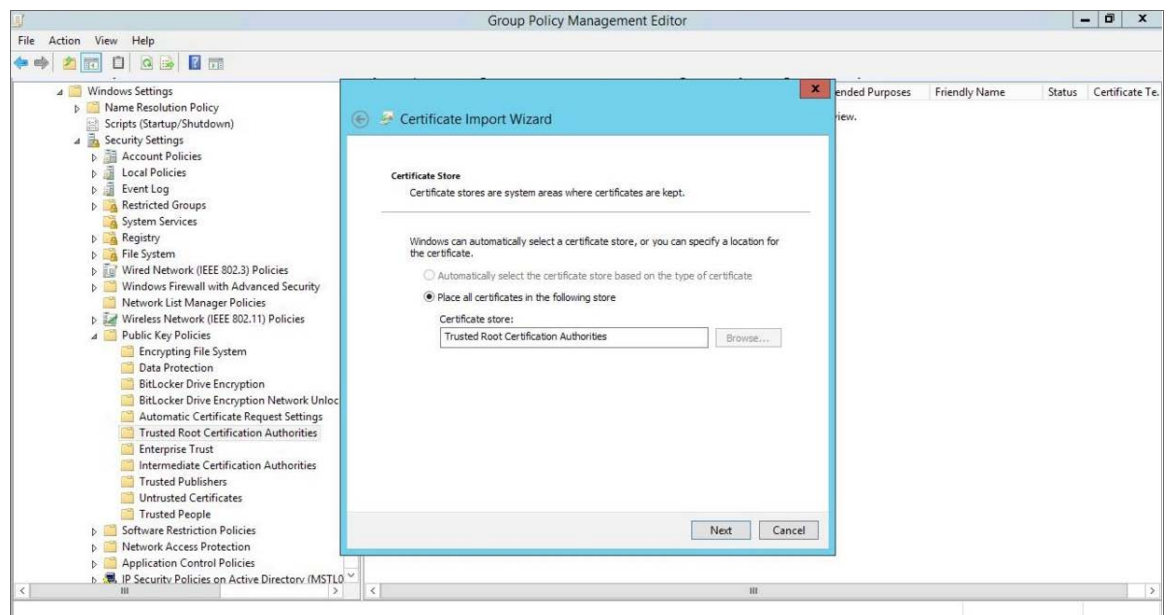 Group Policy Management Editor
File Action View Help
Windows Settings
Name Resolution Policy
Scripts (Startup/Shutdown)
Security Settings
Account Policies
Local Policies
Event Log
Restricted Groups
System Services
Registry
File System
Wired Network (IEEE 802.3) Policies
Windows Firewall with Advanced Security
Network List Manager Policies
Wireless Network (IEEE 802.11) Policies
Public Key Policies
Encrypting File System
Data Protection
BitLocker Drive Encryption
BitLocker Drive Encryption Network Unloc
Automatic Certificate Request Settings
Trusted Root Certification Authorities
Enterprise Trust
Intermediate Certification Authorities
Trusted Publishers
Untrusted Certificates
Trusted People
Software Restriction Policies
Network Access Protection
Application Control Policies
IP Security Policies on Active Directory (MSTLO
Certificate Import Wizard
Certificate Store
Certificate stores are system areas where certificates are kept.
Windows can automatically select a certificate store, or you can specify a location for
the certificate.
Automatically select the certificate store based on the type of certificate
Place all certificates in the following store
Certificate store:
Trusted Root Certification Authorities
Browse...
Next Cancel
ended Purposes Friendly Name Status Certificate Te.
iew.